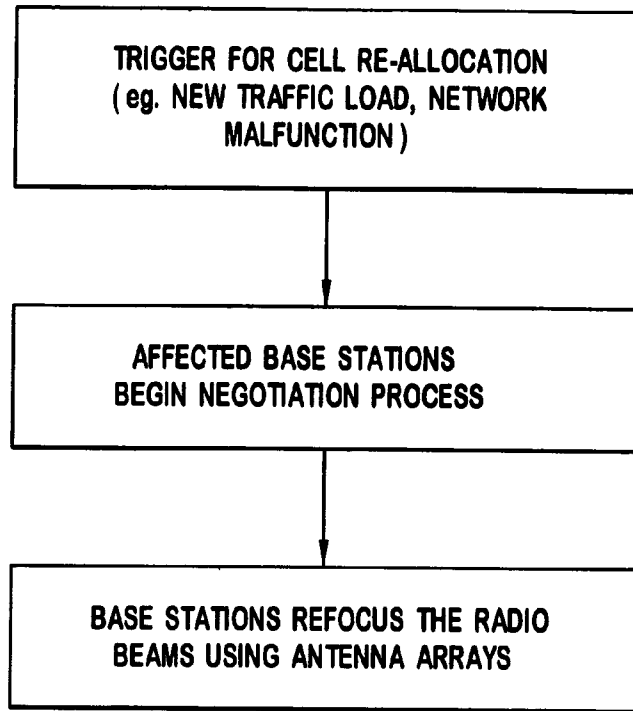 TRIGGER FOR CELL RE-ALLOCATION
( eg. NEW TRAFFIC LOAD, NETWORK
MALFUNCTION )
AFFECTED BASE STATIONS
BEGIN NEGOTIATION PROCESS
BASE STATIONS REFOCUS THE RADIO
BEAMS USING ANTENNA ARRAYS